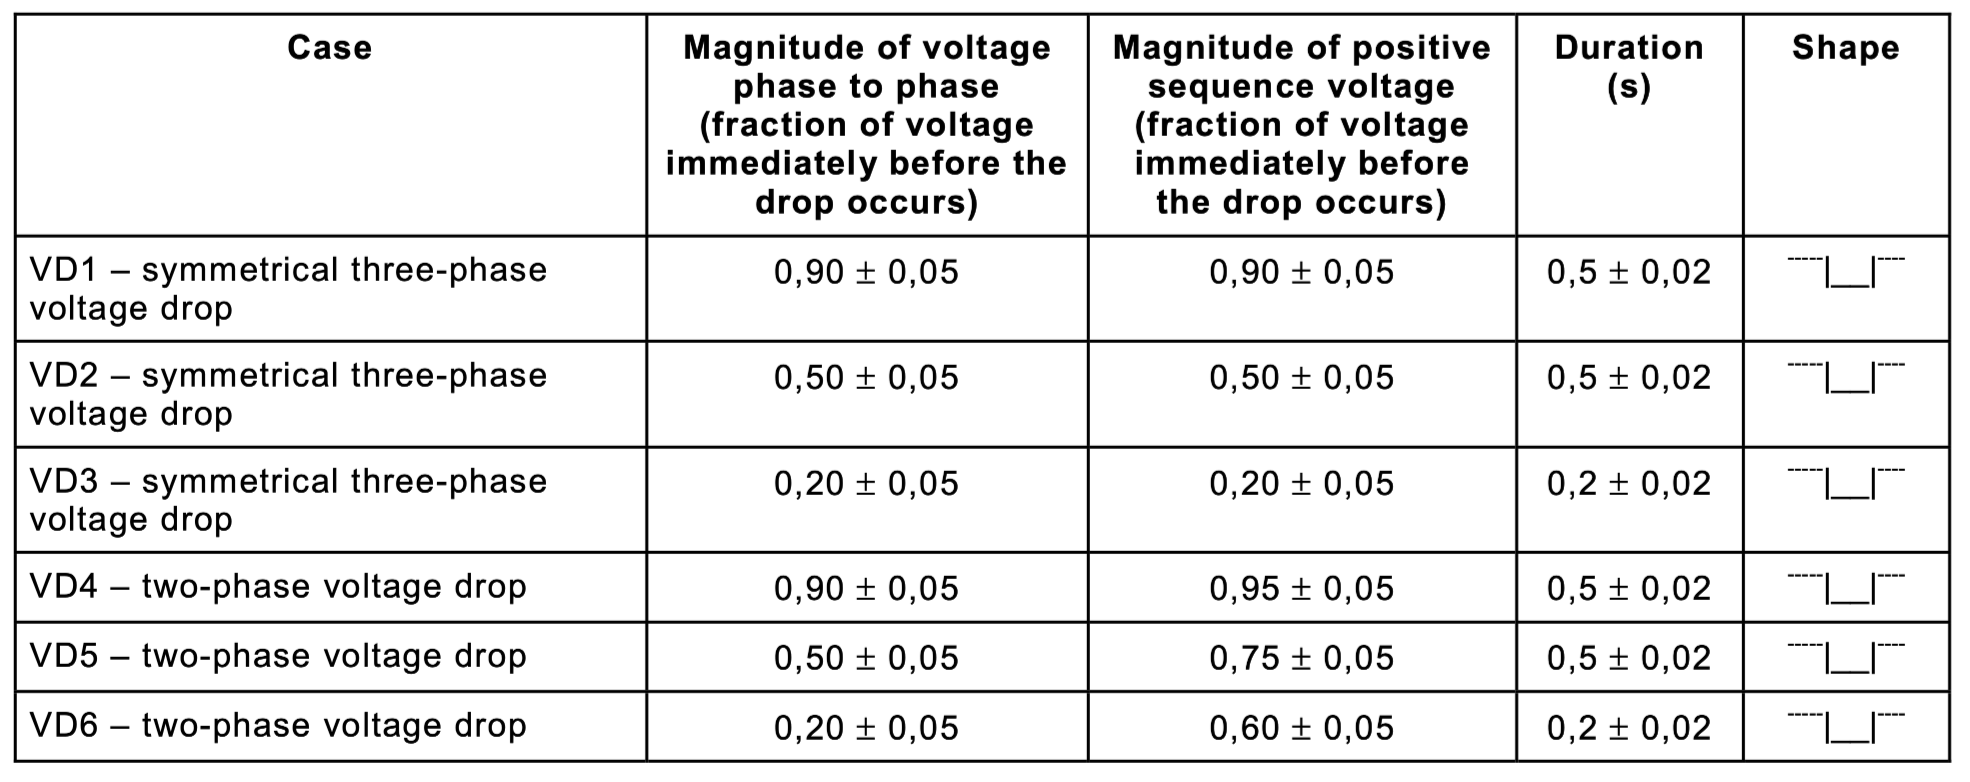 Case
Magnitude of voltage
phase to phase
(fraction of voltage
immediately before the
drop occurs)
Magnitude of positive
sequence voltage
(fraction of voltage
immediately before
the drop occurs)
Duration
(s)
Shape
VD1 – symmetrical three-phase
voltage drop
0,90 ± 0,05
0,90 ± 0,05
0,5 ± 0,02
VD2 – symmetrical three-phase
voltage drop
0,50 ± 0,05
0,50 ± 0,05
0,5 ± 0,02
VD3 – symmetrical three-phase
voltage drop
0,20 ± 0,05
0,20 ± 0,05
0,2 ± 0,02
VD4 – two-phase voltage drop
0,90 ± 0,05
0,95 ± 0,05
0,5 ± 0,02
VD5 – two-phase voltage drop
0,50 ± 0,05
0,75 ± 0,05
0,5 ± 0,02
VD6 – two-phase voltage drop
0,20 ± 0,05
0,60 ± 0,05
0,2 ± 0,02